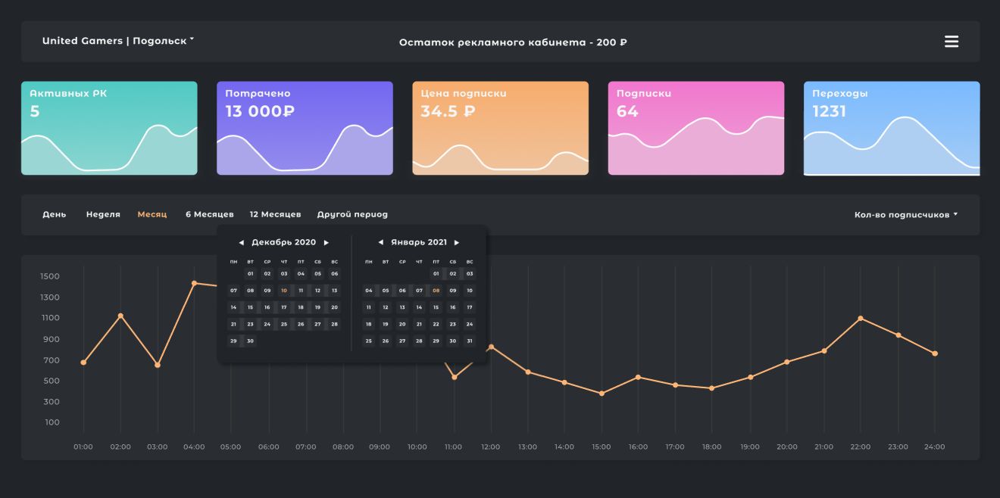 United Gamers | Подольск
Остаток рекламного кабинета - 200 ₽
Активных РК
5
Потрачено
13 000₽
Цена подписки
34.5 ₽
Подписки
64
Переходы
1231
День Неделя Месяц 6 Месяцев 12 Месяцев Другой период
Кол-во подписчиков
Декабрь 2020
ПН ВТ СР ЧТ ПТ СБ ВС
01 02 03 04 05 06
07 08 09 10 11 12 13
14 15 16 17 18 19 20
21 23 24 25 26 27 28
29 30
Январь 2021
ПН ВТ СР ЧТ ПТ СБ ВС
01 02 03
04 05 06 07 08 09 10
11 12 13 14 15 16 17
18 19 20 21 22 23 24
25 26 27 28 29 30 31
1500
1300
1100
900
700
500
300
100
01:00 02:00 03:00 04:00 05:00 06:00 07:00 08:00 09:00 10:00 11:00 12:00 13:00 14:00 15:00 16:00 17:00 18:00 19:00 20:00 21:00 22:00 23:00 24:00